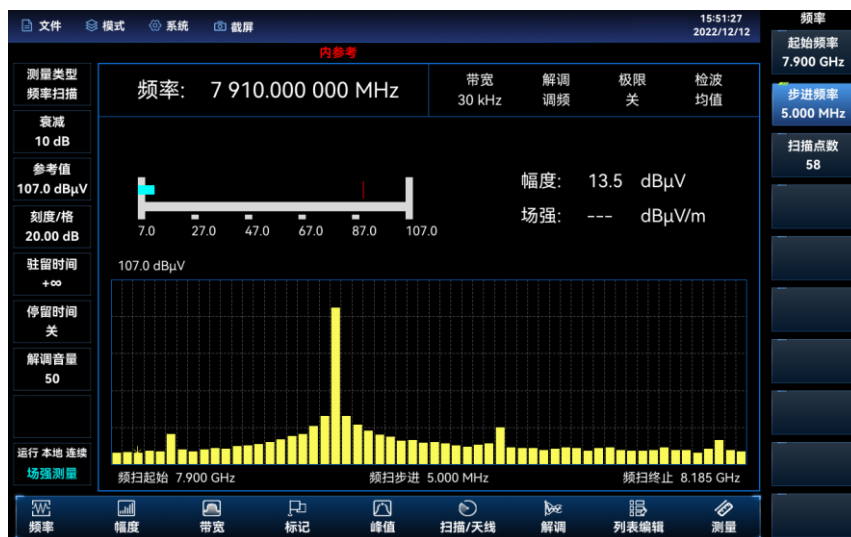 文件 模式 系统 截屏 15:51:27
2022/12/12
内参考
测量类型
频率扫描
衰减
10 dB
参考值
107.0 dBµV
刻度/格
20.00 dB
驻留时间
+∞
停留时间
关
解调音量
50
运行 本地 连续
场强测量
频率: 7 910.000 000 MHz
带宽 解调 极限 检波
30 kHz 调频 关 均值
幅度: 13.5 dBµV
场强: --- dBµV/m
7.0 27.0 47.0 67.0 87.0 107.0
107.0 dBµV
频扫起始 7.900 GHz 频扫步进 5.000 MHz 频扫终止 8.185 GHz
频率
起始频率
7.900 GHz
步进频率
5.000 MHz
扫描点数
58
频率 幅度 带宽 标记 峰值 扫描/天线 解调 列表编辑 测量